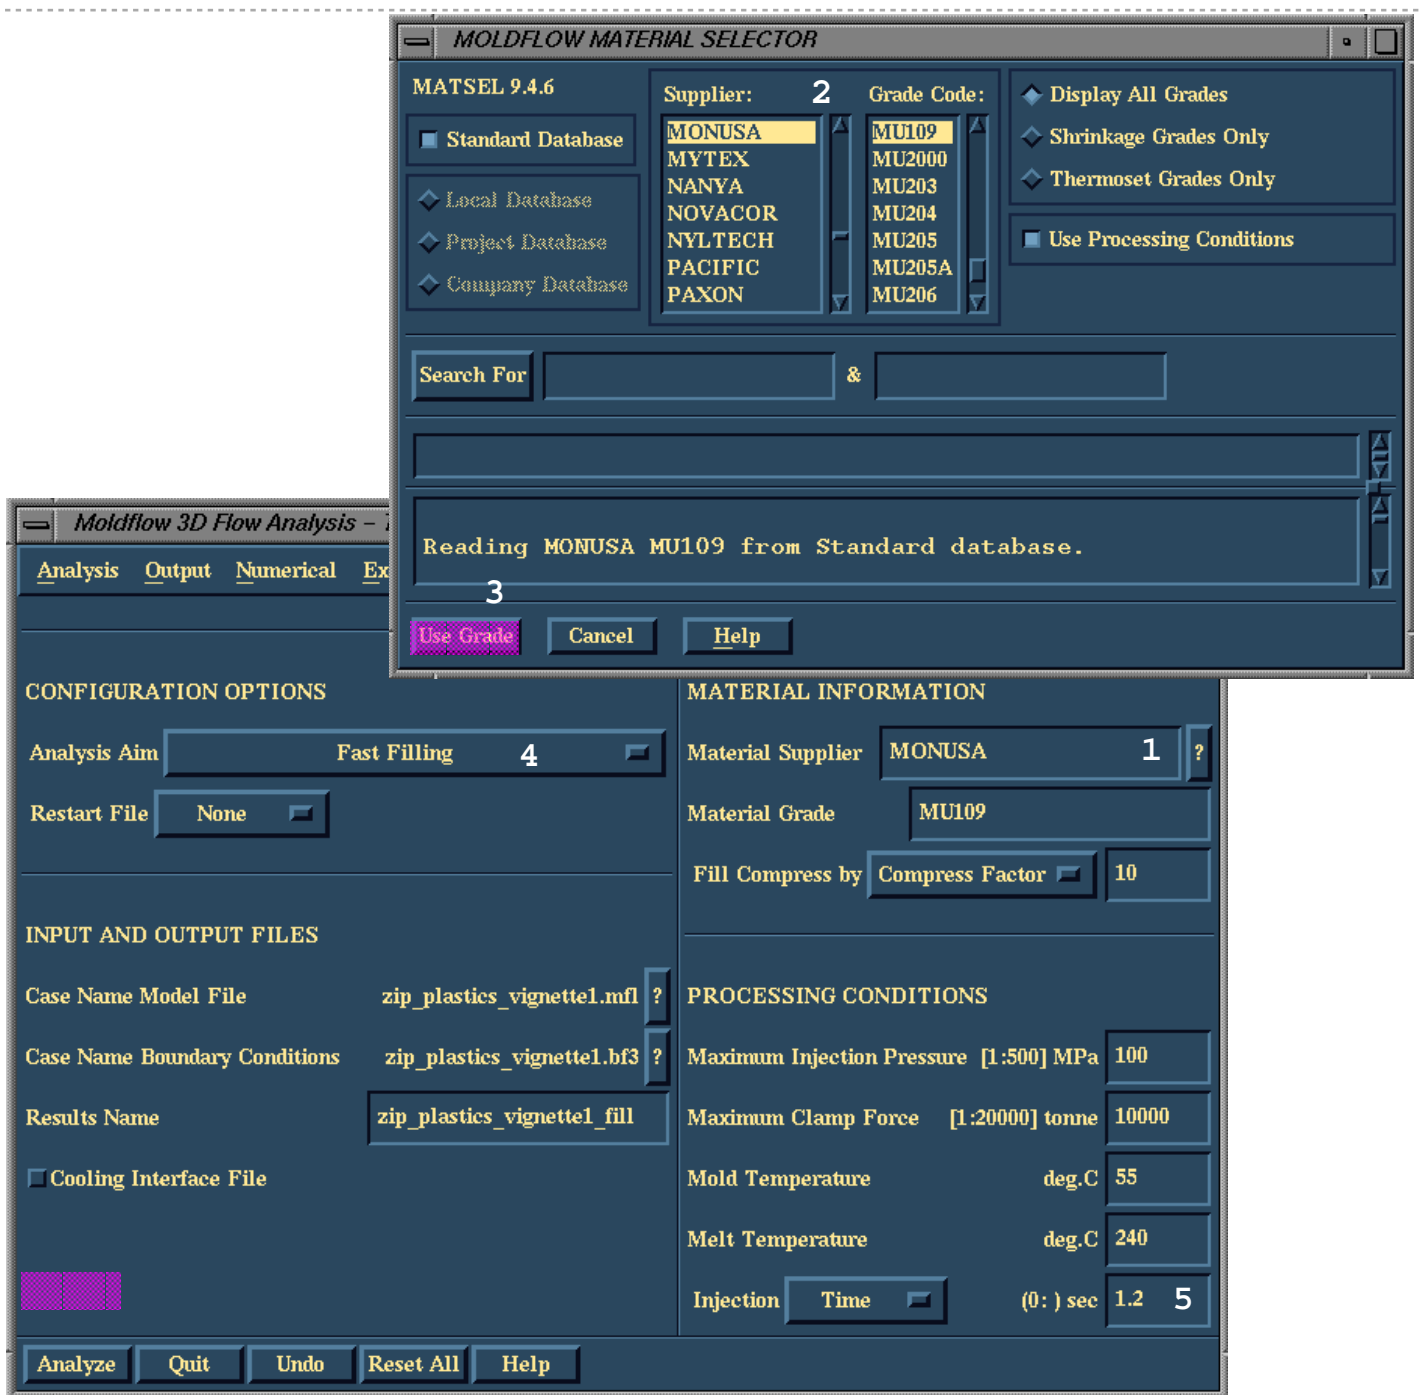 MOLDFLOW MATERIAL SELECTOR
MATSEL 9.4.6
Standard Database
Local Database
Project Database
Company Database
Supplier: 2 Grade Code:
MONUSA MU109
MYTEX MU2000
NANYA MU203
NOVACOR MU204
NYLTECH MU205
PACIFIC MU205A
PAXON MU206
Display All Grades
Shrinkage Grades Only
Thermoset Grades Only
Use Processing Conditions
Search For &
Reading MONUSA MU109 from Standard database.
3
Use Grade Cancel Help
Moldflow 3D Flow Analysis –
Analysis Output Numerical Ex
CONFIGURATION OPTIONS
Analysis Aim Fast Filling 4
Restart File None
INPUT AND OUTPUT FILES
Case Name Model File zip_plastics_vignette1.mfl ?
Case Name Boundary Conditions zip_plastics_vignette1.bf3 ?
Results Name zip_plastics_vignette1_fill
Cooling Interface File
MATERIAL INFORMATION
Material Supplier MONUSA 1 ?
Material Grade MU109
Fill Compress by Compress Factor 10
PROCESSING CONDITIONS
Maximum Injection Pressure [1:500] MPa 100
Maximum Clamp Force [1:20000] tonne 10000
Mold Temperature deg.C 55
Melt Temperature deg.C 240
Injection Time (0: ) sec 1.2 5
Analyze Quit Undo Reset All Help